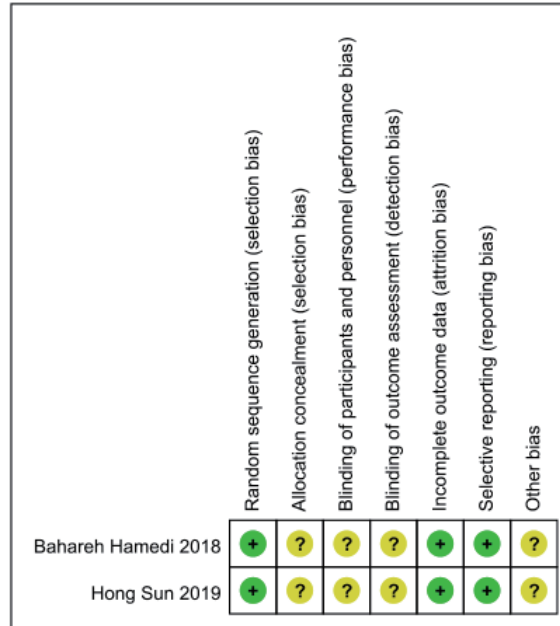 Random sequence generation (selection bias)
Allocation concealment (selection bias)
Blinding of participants and personnel (performance bias)
Blinding of outcome assessment (detection bias)
Incomplete outcome data (attrition bias)
Selective reporting (reporting bias)
Other bias
Bahareh Hamedi 2018 + ? ? ? + + ?
Hong Sun 2019 + ? ? ? + + ?